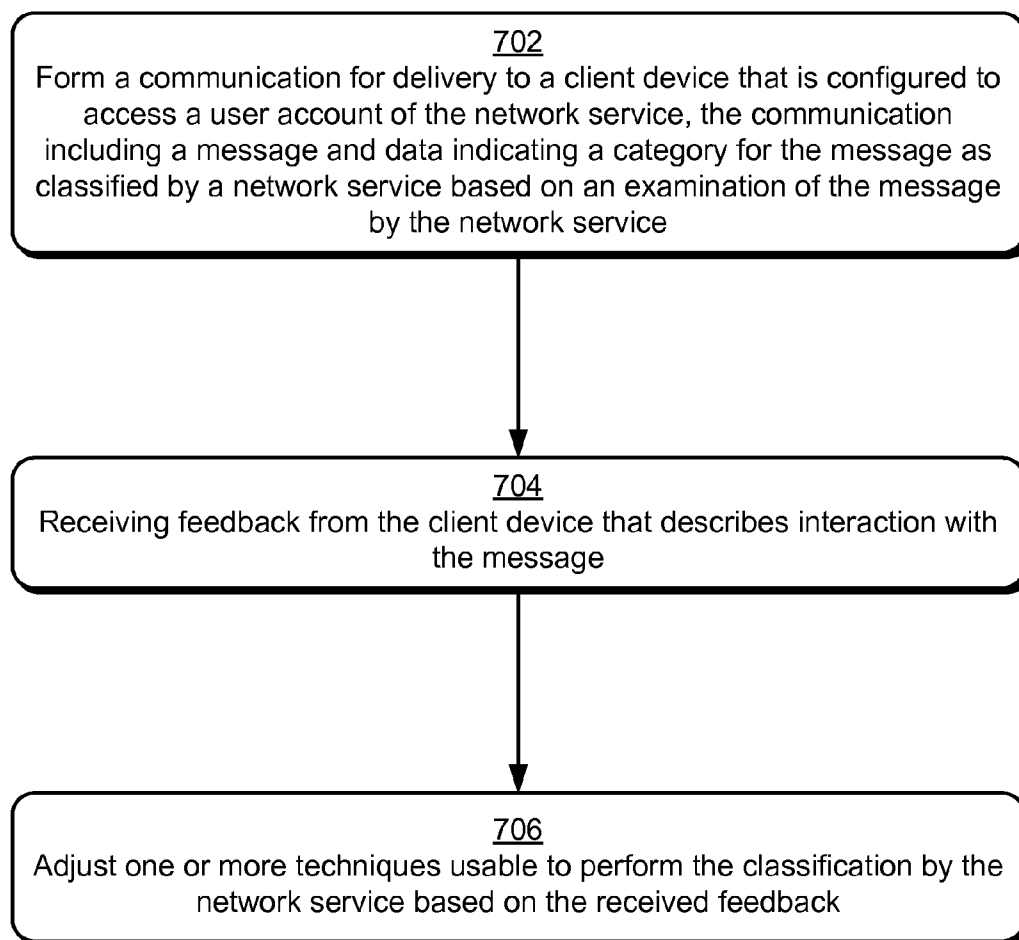 702
Form a communication for delivery to a client device that is configured to
access a user account of the network service, the communication
including a message and data indicating a category for the message as
classified by a network service based on an examination of the message
by the network service
704
Receiving feedback from the client device that describes interaction with
the message
706
Adjust one or more techniques usable to perform the classification by the
network service based on the received feedback